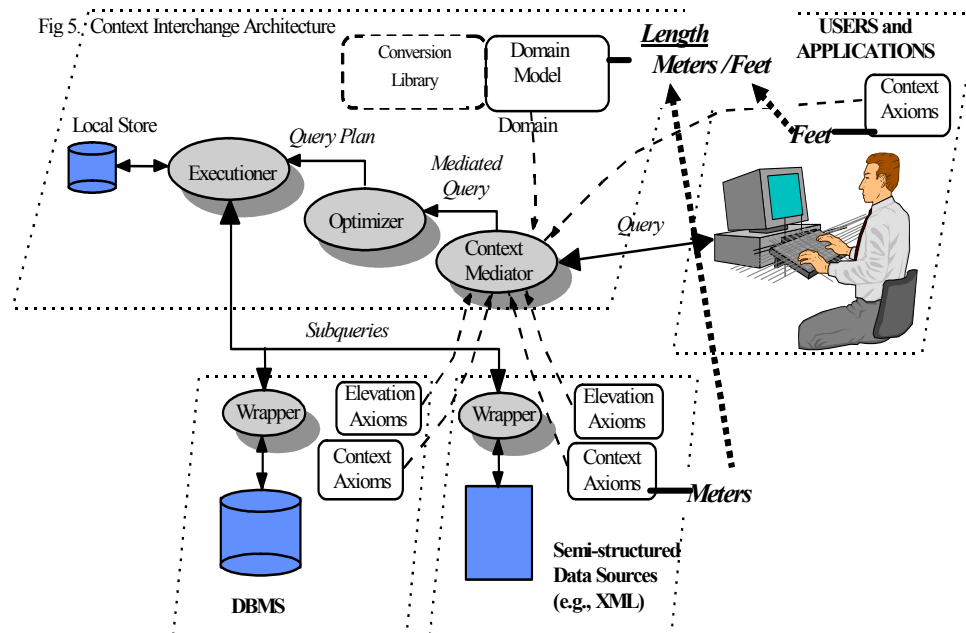 Fig 5. Context Interchange Architecture
USERS and
APPLICATIONS
Length
Meters /Feet
Conversion
Library
Domain
Model
Domain
Context
Axioms
Feet
Local Store
Query Plan
Executioner
Mediated
Query
Optimizer
Context
Mediator
Query
Subqueries
Wrapper
Elevation
Axioms
Context
Axioms
Wrapper
Elevation
Axioms
Context
Axioms
Meters
DBMS
Semi-structured
Data Sources
(e.g., XML)